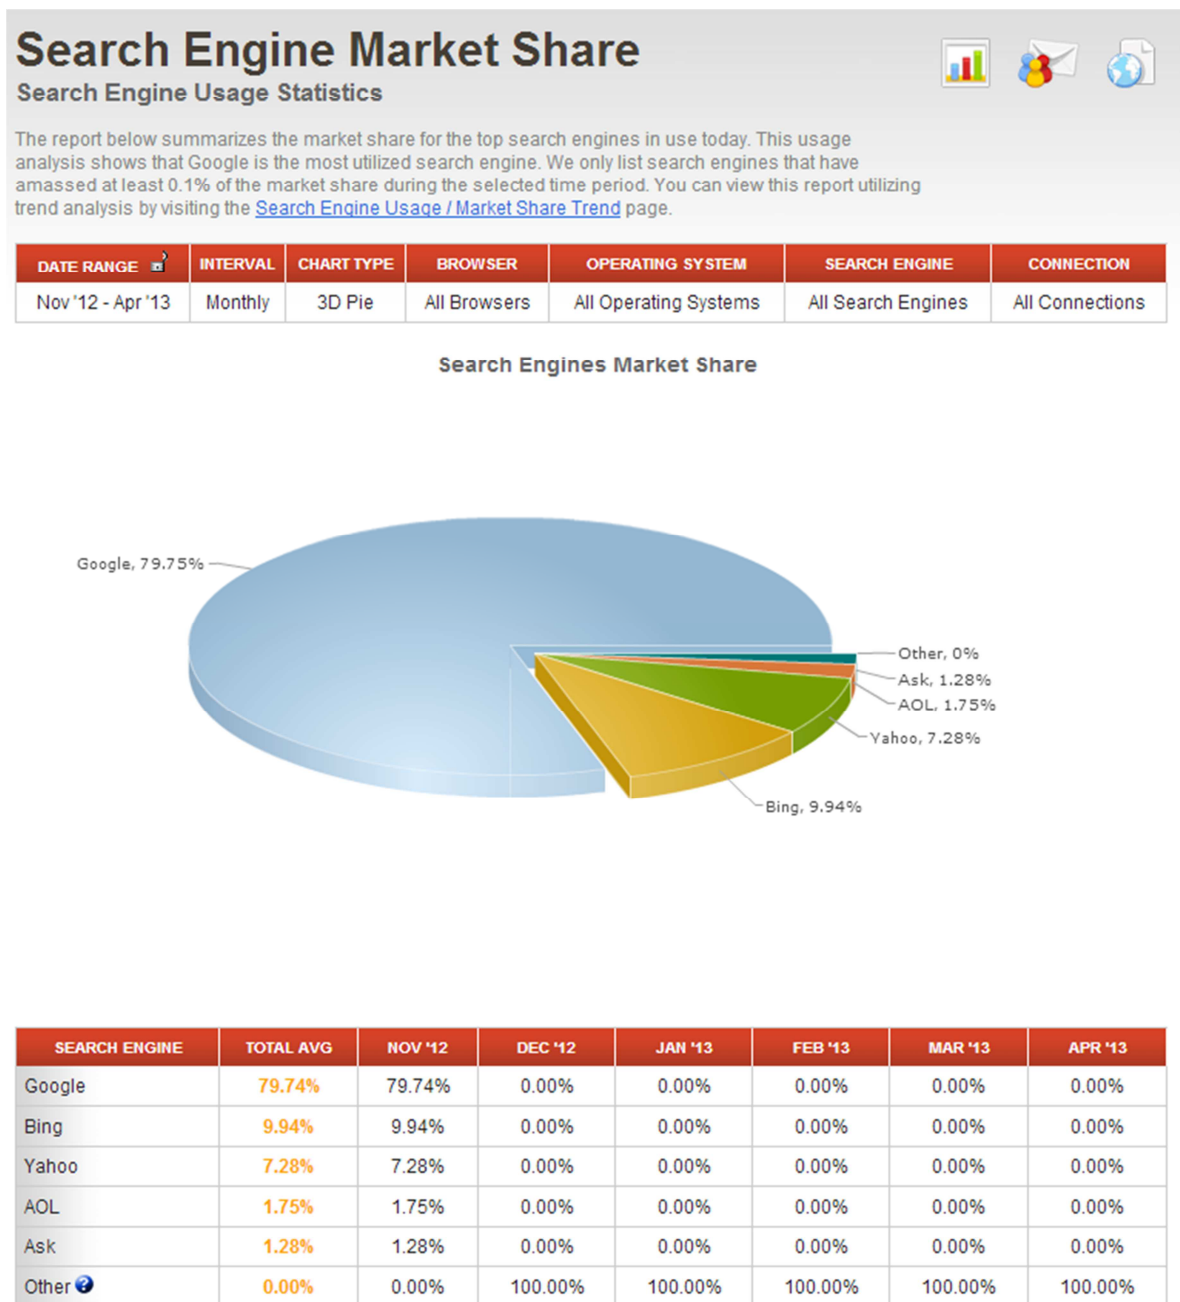 Search Engine Market Share
Search Engine Usage Statistics
The report below summarizes the market share for the top search engines in use today. This usage
analysis shows that Google is the most utilized search engine. We only list search engines that have
amassed at least 0.1% of the market share during the selected time period. You can view this report utilizing
trend analysis by visiting the Search Engine Usage / Market Share Trend page.
DATE RANGE INTERVAL CHART TYPE BROWSER OPERATING SYSTEM SEARCH ENGINE CONNECTION
Nov '12 - Apr '13 Monthly 3D Pie All Browsers All Operating Systems All Search Engines All Connections
Search Engines Market Share
Google, 79.75%
Other, 0%
Ask, 1.28%
AOL, 1.75%
Yahoo, 7.28%
Bing, 9.94%
SEARCH ENGINE TOTAL AVG NOV '12 DEC '12 JAN '13 FEB '13 MAR '13 APR '13
Google 79.74% 79.74% 0.00% 0.00% 0.00% 0.00% 0.00%
Bing 9.94% 9.94% 0.00% 0.00% 0.00% 0.00% 0.00%
Yahoo 7.28% 7.28% 0.00% 0.00% 0.00% 0.00% 0.00%
AOL 1.75% 1.75% 0.00% 0.00% 0.00% 0.00% 0.00%
Ask 1.28% 1.28% 0.00% 0.00% 0.00% 0.00% 0.00%
Other ? 0.00% 0.00% 100.00% 100.00% 100.00% 100.00% 100.00%